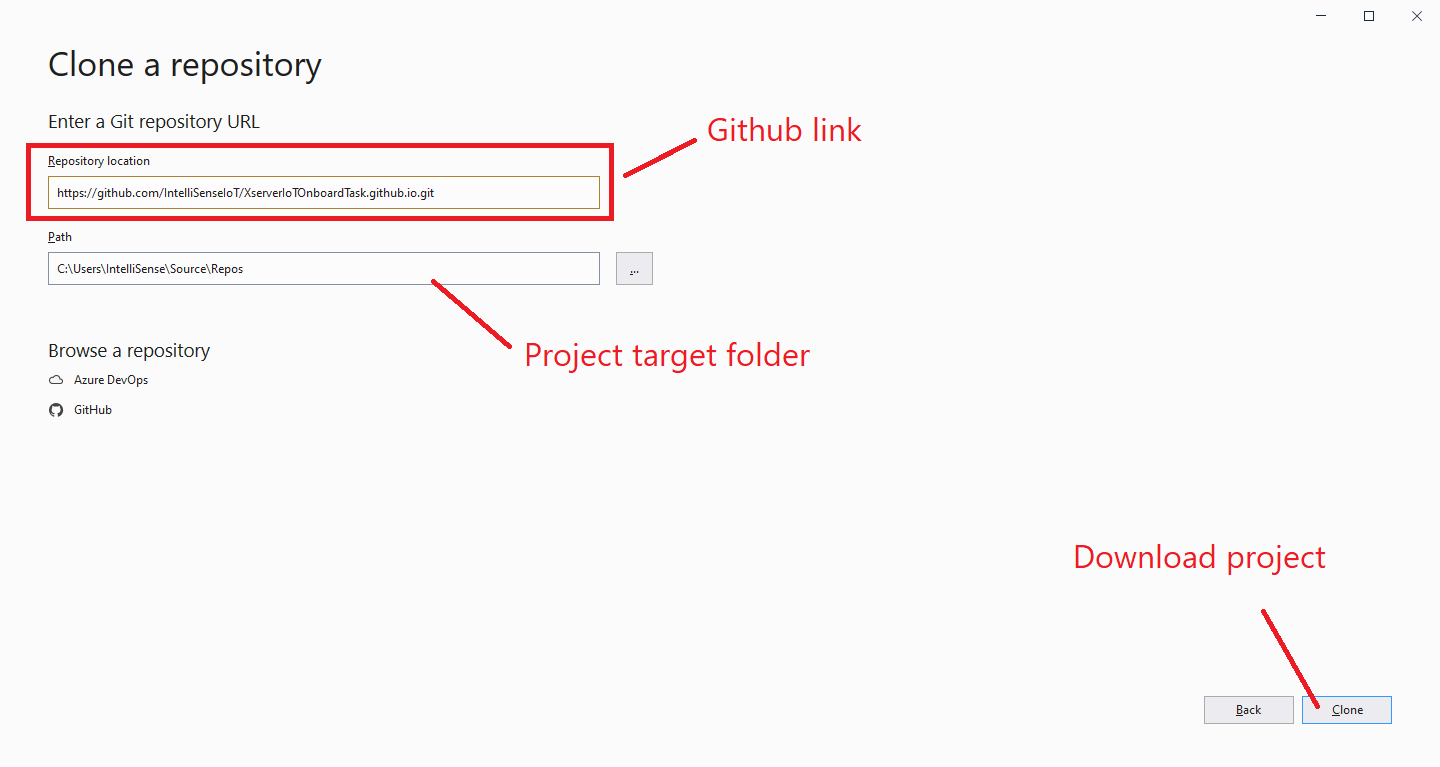 Clone a repository
Enter a Git repository URL
Github link
Repository location
https://github.com/IntelliSenseIoT/XserverIoTOnboardTask.github.io.git
Path
C:\Users\IntelliSense\Source\Repos
...
Project target folder
Browse a repository
Azure DevOps
GitHub
Download project
Back
Clone